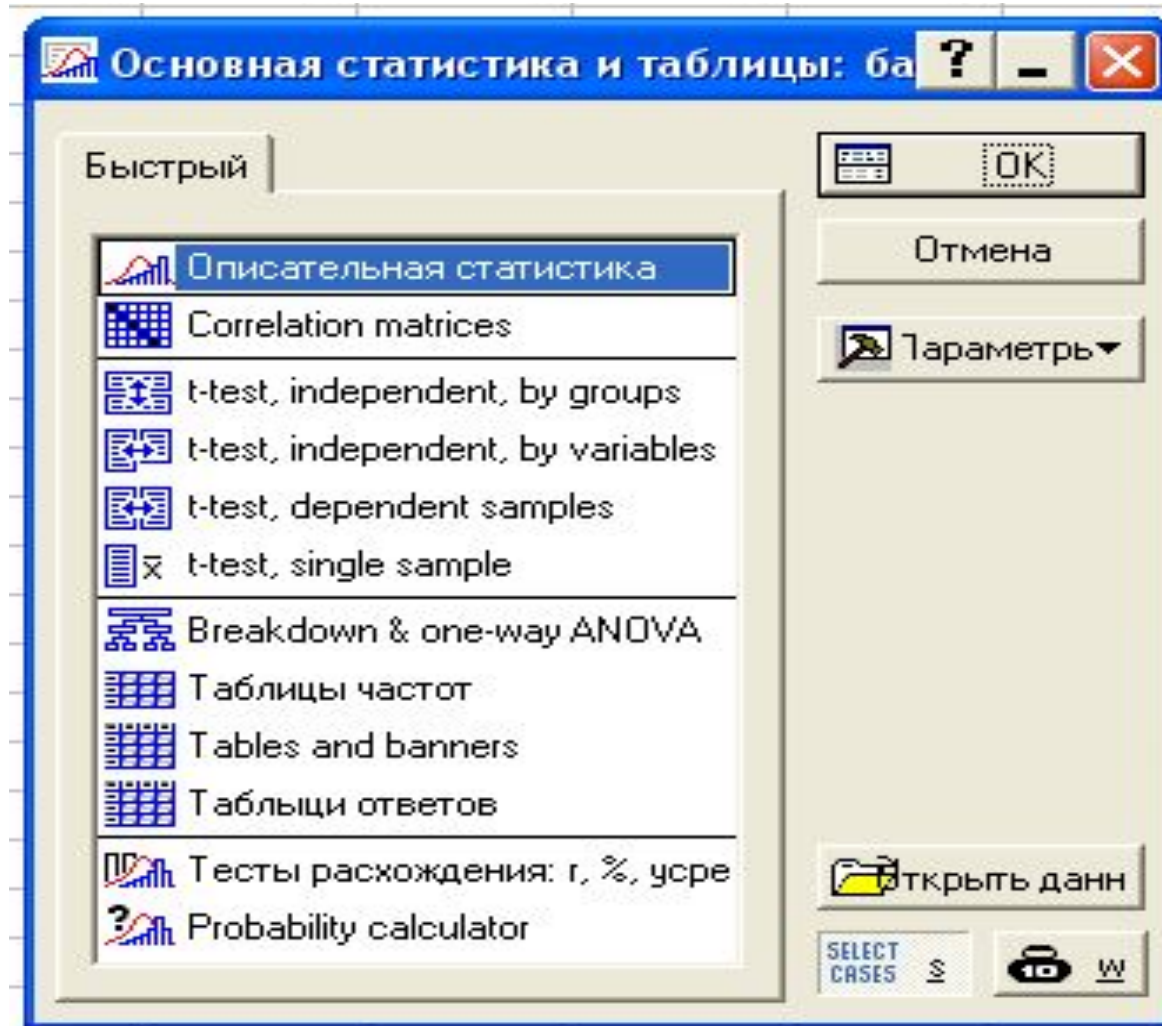 Основная статистика и таблицы: ба
Быстрый
Описательная статистика
Correlation matrices
t-test, independent, by groups
t-test, independent, by variables
t-test, dependent samples
t-test, single sample
Breakdown & one-way ANOVA
Таблицы частот
Tables and banners
Таблыци ответов
Тесты расхождения: r, %, усре
Probability calculator
OK
Отмена
Тараметрь
Открыть данн
SELECT
CASES S
W